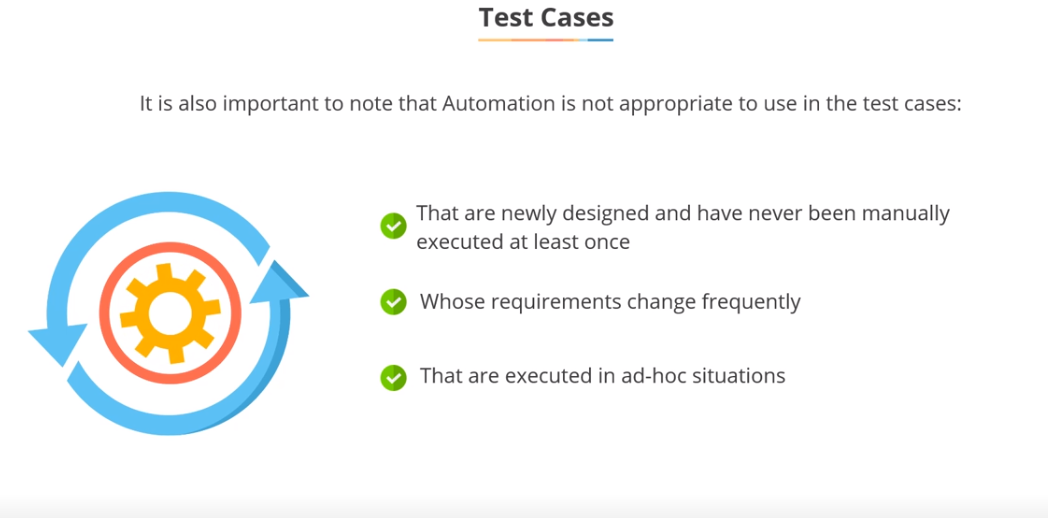 Test Cases
It is also important to note that Automation is not appropriate to use in the test cases:
That are newly designed and have never been manually
executed at least once
Whose requirements change frequently
That are executed in ad-hoc situations